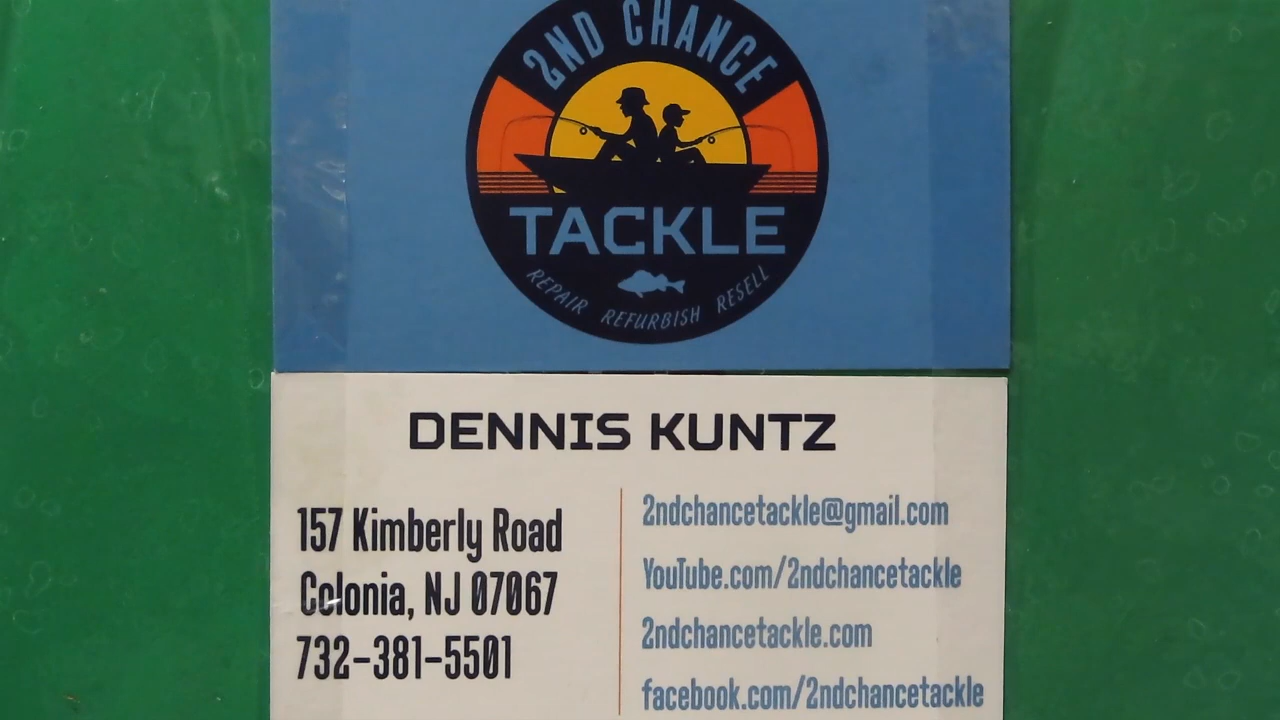 2ND CHANCE
TACKLE
REPAIR REFURBISH RESELL
DENNIS KUNTZ
157 Kimberly Road
Colonia, NJ 07067
732-381-5501
2ndchancetackle@gmail.com
YouTube.com/2ndchancetackle
2ndchancetackle.com
facebook.com/2ndchancetackle